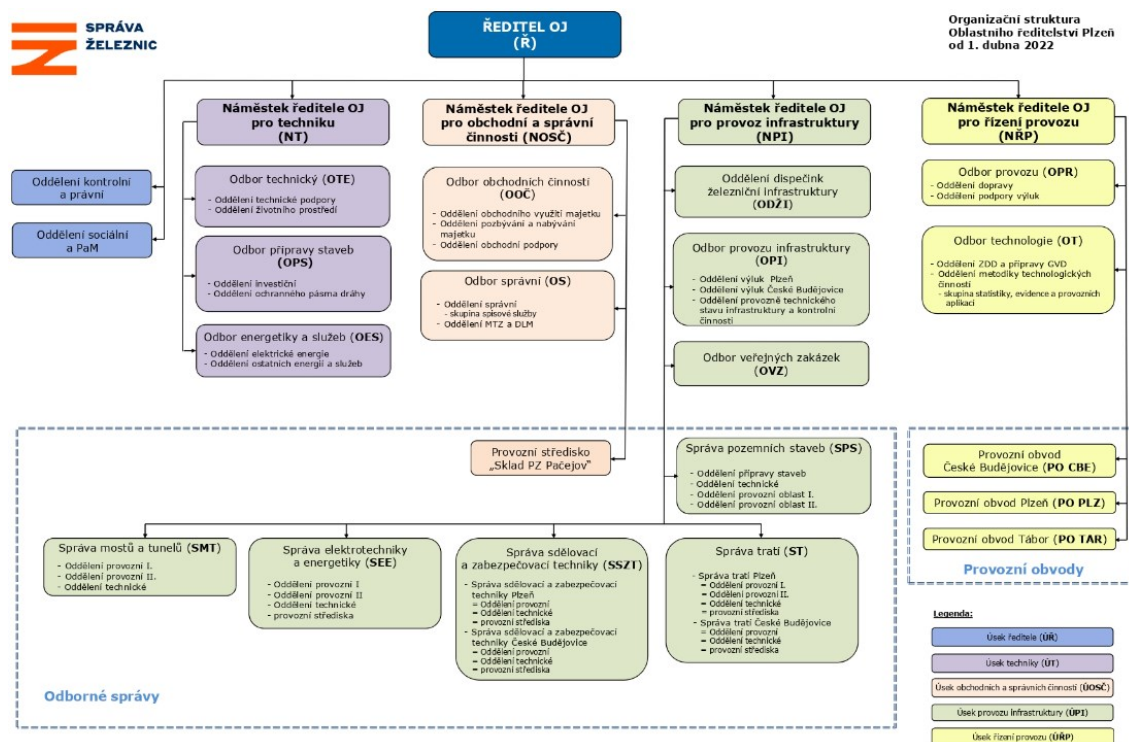 SPRÁVA
ŽELEZNIC
ŘEDITEL OJ
(Ř)
Organizační struktura
Oblastního ředitelství Plzeň
od 1. dubna 2022
Náměstek ředitele OJ
pro techniku
(NT)
Náměstek ředitele OJ
pro obchodní a správní
činnosti (NOSČ)
Náměstek ředitele OJ
pro provoz infrastruktury
(NPI)
Náměstek ředitele OJ
pro řízení provozu
(NŘP)
Oddělení kontrolní
a právní
Oddělení sociální
a PaM
Odbor technický (OTE)
- Oddělení technické podpory
- Oddělení životního prostředí
Odbor přípravy staveb
(OPS)
- Oddělení investiční
- Oddělení ochranného pásma dráhy
Odbor energetiky a služeb (OES)
- Oddělení elektrické energie
- Oddělení ostatních energií a služeb
Odbor obchodních činností
(OOČ)
- Oddělení obchodního využití majetku
- Oddělení pozbývání a nabývání
majetku
- Oddělení obchodní podpory
Odbor správní (OS)
- Oddělení správní
- skupina spisové služby
- Oddělení MTZ a DLM
Oddělení dispečink
železniční infrastruktury
(ODŽI)
Odbor provozu infrastruktury
(OPI)
- Oddělení výluk Plzeň
- Oddělení výluk České Budějovice
- Oddělení provozně technického
stavu infrastruktury a kontrolní
činnosti
Odbor veřejných zakázek
(OVZ)
Odbor provozu (OPR)
- Oddělení dopravy
- Oddělení podpory výluk
Odbor technologie (OT)
- Oddělení ZDD a přípravy GVD
- Oddělení metodiky technologických
činností
- skupina statistiky, evidence a provozních
aplikací
Provozní středisko
„Sklad PZ Pačejov“
Správa pozemních staveb (SPS)
- Oddělení přípravy staveb
- Oddělení technické
- Oddělení provozní oblast I.
- Oddělení provozní oblast II.
Správa mostů a tunelů (SMT)
- Oddělení provozní I.
- Oddělení provozní II.
- Oddělení technické
Správa elektrotechniky
a energetiky (SEE)
- Oddělení provozní I
- Oddělení provozní II
- Oddělení technické
- provozní střediska
Správa sdělovací
a zabezpečovací techniky (SSZT)
- Správa sdělovací a zabezpečovací
techniky Plzeň
= Oddělení provozní
= Oddělení technické
= provozní střediska
- Správa sdělovací a zabezpečovací
techniky České Budějovice
= Oddělení provozní
= Oddělení technické
= provozní střediska
Správa tratí (ST)
- Správa tratí Plzeň
= Oddělení provozní I.
= Oddělení provozní II.
= Oddělení technické
= provozní střediska
- Správa tratí České Budějovice
= Oddělení provozní
= Oddělení technické
= provozní střediska
Odborné správy
Provozní obvod
České Budějovice (PO CBE)
Provozní obvod Plzeň (PO PLZ)
Provozní obvod Tábor (PO TAR)
Provozní obvody
Legenda:
Úsek ředitele (ÚŘ)
Úsek techniky (ÚT)
Úsek obchodních a správních činností (ÚOSČ)
Úsek provozu infrastruktury (ÚPI)
Úsek řízení provozu (ÚŘP)